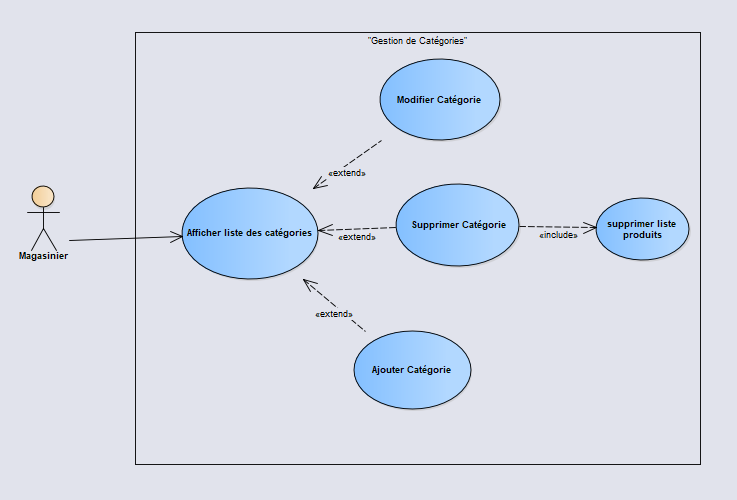 "Gestion de Catégories"
Modifier Catégorie
«extend»
Afficher liste des catégories
«extend»
Supprimer Catégorie
«include»
supprimer liste
produits
Magasinier
«extend»
Ajouter Catégorie